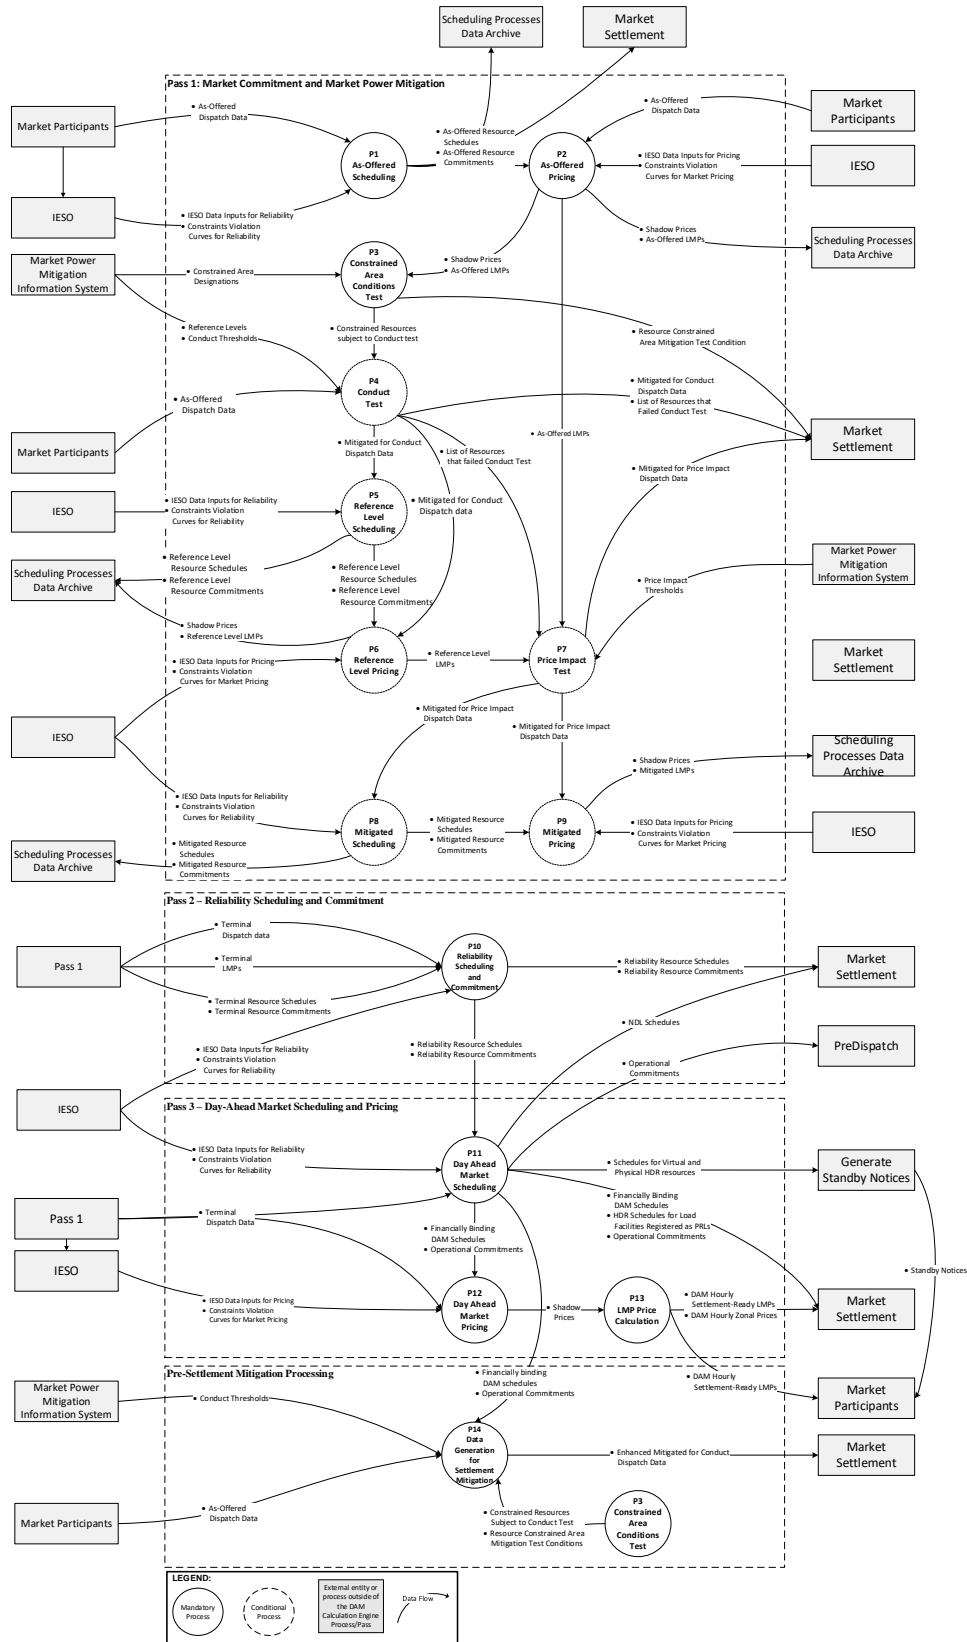 Scheduling Processes
Data Archive
Market
Settlement
Pass 1: Market Commitment and Market Power Mitigation
Market Participants
• As-Offered
Dispatch Data
P1
As-Offered
Scheduling
• As-Offered Resource
Schedules
• As-Offered Resource
Commitments
P2
As-Offered
Pricing
• As-Offered
Dispatch Data
Market
Participants
• IESO Data Inputs for Pricing
• Constraints Violation
Curves for Market Pricing
IESO
IESO
• IESO Data Inputs for Reliability
• Constraints Violation
Curves for Reliability
• Shadow Prices
• As-Offered LMPs
Scheduling Processes
Data Archive
Market Power
Mitigation
Information System
• Constrained Area
Designations
P3
Constrained
Area
Conditions
Test
• Shadow Prices
• As-Offered LMPs
• Reference Levels
• Conduct Thresholds
• Constrained Resources
subject to Conduct test
• Resource Constrained
Area Mitigation Test Condition
P4
Conduct
Test
• As-Offered
Dispatch Data
Market Participants
• Mitigated for Conduct
Dispatch Data
• List of Resources that
Failed Conduct Test
Market
Settlement
• Mitigated for Conduct
Dispatch Data
• List of Resources
that failed Conduct Test
• As-Offered LMPs
• Mitigated for Price Impact
Dispatch Data
IESO
• IESO Data Inputs for Reliability
• Constraints Violation
Curves for Reliability
P5
Reference
Level
Scheduling
• Mitigated for Conduct
Dispatch data
Scheduling Processes
Data Archive
• Reference Level
Resource Schedules
• Reference Level
Resource Commitments
• Reference Level
Resource Schedules
• Reference Level
Resource Commitments
• Price Impact
Thresholds
Market Power
Mitigation
Information System
• Shadow Prices
• Reference Level LMPs
• IESO Data Inputs for Pricing
• Constraints Violation
Curves for Market Pricing
P6
Reference
Level Pricing
• Reference Level
LMPs
P7
Price Impact
Test
Market
Settlement
IESO
• Mitigated for Price Impact
Dispatch Data
• Mitigated for Price Impact
Dispatch Data
• Shadow Prices
• Mitigated LMPs
Scheduling
Processes Data
Archive
• IESO Data Inputs for Reliability
• Constraints Violation
Curves for Reliability
P8
Mitigated
Scheduling
• Mitigated Resource
Schedules
• Mitigated Resource
Commitments
P9
Mitigated
Pricing
• IESO Data Inputs for Pricing
• Constraints Violation
Curves for Market Pricing
IESO
Scheduling Processes
Data Archive
• Mitigated Resource
Schedules
• Mitigated Resource
Commitments
Pass 2 – Reliability Scheduling and Commitment
Pass 1
• Terminal
Dispatch data
• Terminal
LMPs
• Terminal Resource Schedules
• Terminal Resource Commitments
P10
Reliability
Scheduling
and
Commitment
• Reliability Resource Schedules
• Reliability Resource Commitments
Market
Settlement
• NDL Schedules
• IESO Data Inputs for Reliability
• Constraints Violation
Curves for Reliability
• Reliability Resource Schedules
• Reliability Resource Commitments
• Operational
Commitments
PreDispatch
IESO
Pass 3 – Day-Ahead Market Scheduling and Pricing
• IESO Data Inputs for Reliability
• Constraints Violation
Curves for Reliability
P11
Day Ahead
Market
Scheduling
• Schedules for Virtual and
Physical HDR resources
Generate
Standby Notices
• Financially Binding
DAM Schedules
• HDR Schedules for Load
Facilities Registered as PRLs
• Operational Commitments
Pass 1
• Terminal
Dispatch Data
• Financially Binding
DAM Schedules
• Operational Commitments
IESO
• Standby Notices
• IESO Data Inputs for Pricing
• Constraints Violation
Curves for Market Pricing
P12
Day Ahead
Market
Pricing
• Shadow
Prices
P13
LMP Price
Calculation
• DAM Hourly
Settlement-Ready LMPs
• DAM Hourly Zonal Prices
Market
Settlement
Pre-Settlement Mitigation Processing
• Financially binding
DAM schedules
• Operational Commitments
• DAM Hourly
Settlement-Ready LMPs
Market
Participants
Market Power
Mitigation
Information System
• Conduct Thresholds
P14
Data
Generation
for
Settlement
Mitigation
• Enhanced Mitigated for Conduct
Dispatch Data
Market
Settlement
Market Participants
• As-Offered
Dispatch Data
• Constrained Resources
Subject to Conduct Test
• Resource Constrained Area
Mitigation Test Conditions
P3
Constrained
Area
Conditions
Test
LEGEND:
Mandatory
Process
Conditional
Process
External entity or
process outside of
the DAM
Calculation Engine
Process/Pass
Data Flow